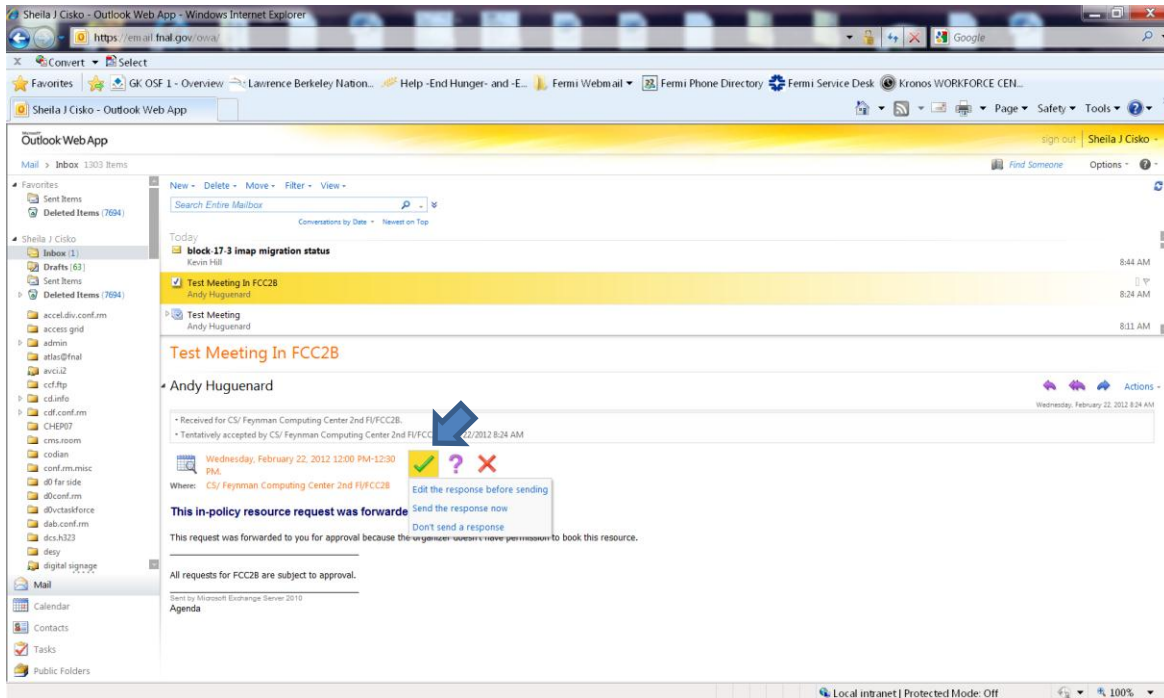 Sheila J Cisko - Outlook Web App - Windows Internet Explorer
https://email.fnal.gov/owa/
Google
X Convert Select
Favorites GK OSF 1 - Overview Lawrence Berkeley Nation... Help -End Hunger- and -E... Fermi Webmail Fermi Phone Directory Fermi Service Desk Kronos WORKFORCE CEN...
Sheila J Cisko - Outlook Web App
Page Safety Tools
Microsoft
Outlook Web App
sign out Sheila J Cisko
Mail > Inbox 1303 Items
Find Someone Options
Favorites
Sent Items
Deleted Items (7694)
Sheila J Cisko
Inbox (1)
Drafts [63]
Sent Items
Deleted Items (7694)
accel.div.conf.rm
access grid
admin
atlas@fnal
avci.i2
ccf.ftp
cd.info
cdf.conf.rm
CHEP07
cms.room
codian
conf.rm.misc
d0 far side
d0conf.rm
d0vctaskforce
dab.conf.rm
dcs.h323
desy
digital signage
Mail
Calendar
Contacts
Tasks
Public Folders
New Delete Move Filter View
Search Entire Mailbox
Conversations by Date Newest on Top
Today
block-17-3 imap migration status
Kevin Hill 8:44 AM
Test Meeting In FCC2B
Andy Huguenard 8:24 AM
Test Meeting
Andy Huguenard 8:11 AM
Test Meeting In FCC2B
Andy Huguenard
Actions
Wednesday, February 22, 2012 8:24 AM
• Received for CS/ Feynman Computing Center 2nd Fl/FCC2B.
• Tentatively accepted by CS/ Feynman Computing Center 2nd Fl/FCC 22/2012 8:24 AM
Wednesday, February 22, 2012 12:00 PM-12:30
PM.
Where: CS/ Feynman Computing Center 2nd Fl/FCC2B
Edit the response before sending
Send the response now
Don't send a response
This in-policy resource request was forwarde
This request was forwarded to you for approval because the organizer doesn't have permission to book this resource.
All requests for FCC2B are subject to approval.
Sent by Microsoft Exchange Server 2010
Agenda
Local intranet | Protected Mode: Off 100%